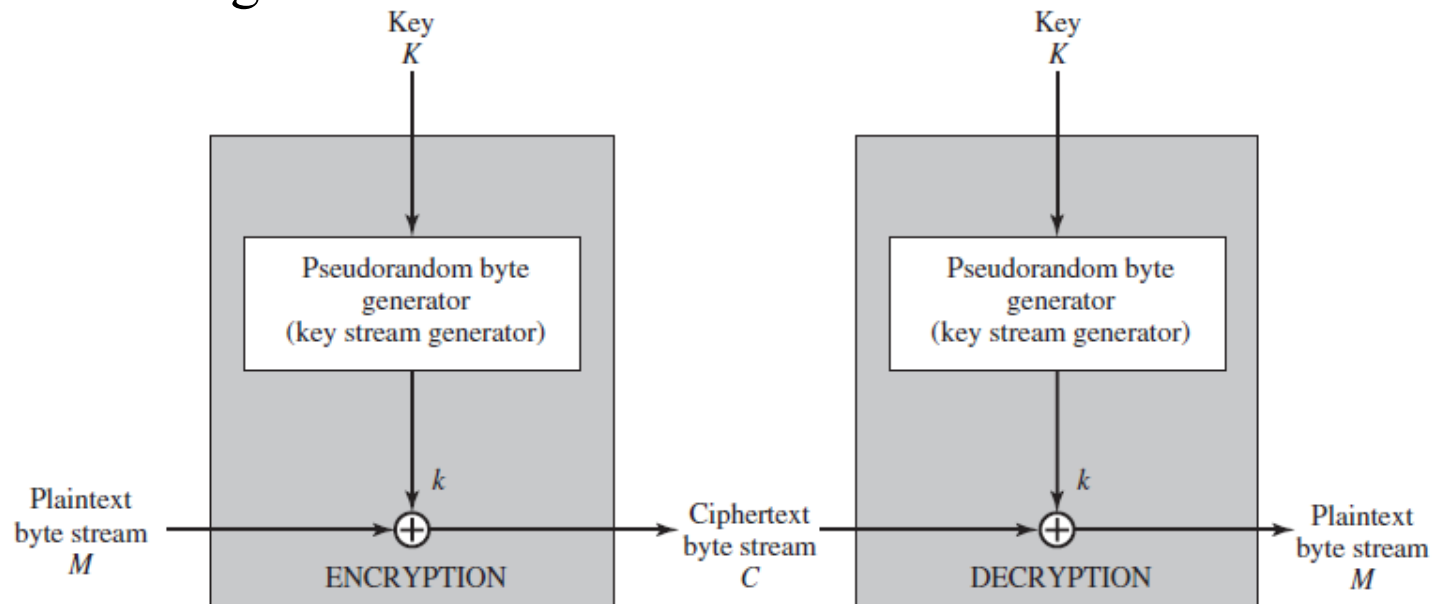 Key
K
Pseudorandom byte
generator
(key stream generator)
k
Plaintext
byte stream
M
ENCRYPTION
Ciphertext
byte stream
C
Key
K
Pseudorandom byte
generator
(key stream generator)
k
DECRYPTION
Plaintext
byte stream
M